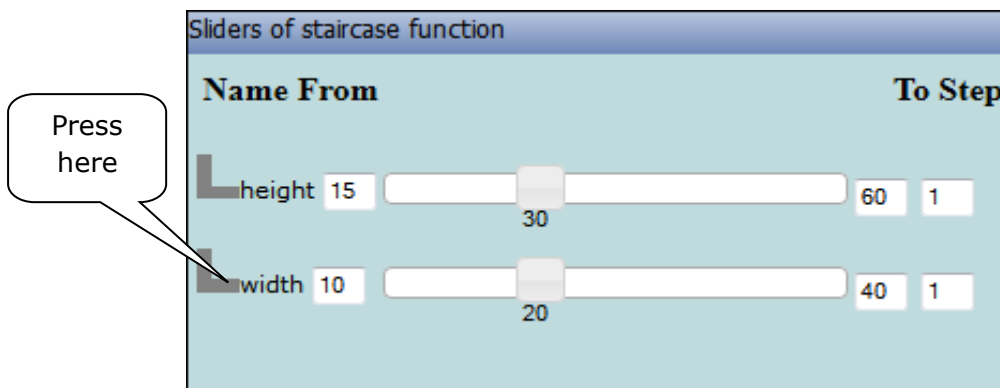 Sliders of staircase function
Name From To Step
Press
here
height 15 60 1
30
width 10 40 1
20